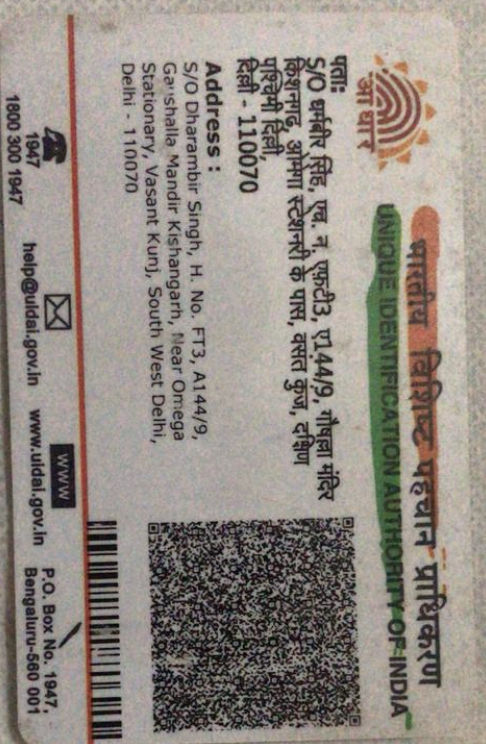 भारतीय विशिष्ट पहचान प्राधिकरण
UNIQUE IDENTIFICATION AUTHORITY OF INDIA
आधार
पता:
S/O धर्मबीर सिंह, एच. न. एफ़टी3, ए144/9, गौषला मंदिर
किशनगढ़, ओमेगा स्टेशनरी के पास, वसंत कुंज, दक्षिण
पश्चिमी दिल्ली,
दिल्ली - 110070
Address :
S/O Dharambir Singh, H. No. FT3, A144/9,
Gaushalla Mandir Kishangarh, Near Omega
Stationary, Vasant Kunj, South West Delhi,
Delhi - 110070
1947
1800 300 1947
help@uidai.gov.in
www
www.uidai.gov.in
P.O. Box No. 1947,
Bengaluru-560 001